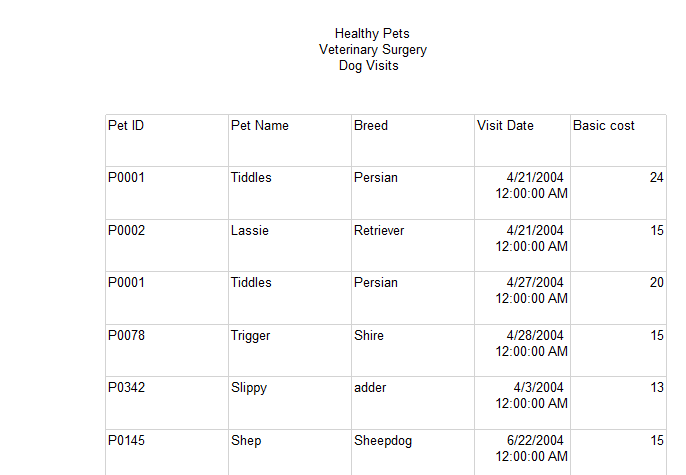 Healthy Pets
Veterinary Surgery
Dog Visits
Pet ID Pet Name Breed Visit Date Basic cost
P0001 Tiddles Persian 4/21/2004 12:00:00 AM 24
P0002 Lassie Retriever 4/21/2004 12:00:00 AM 15
P0001 Tiddles Persian 4/27/2004 12:00:00 AM 20
P0078 Trigger Shire 4/28/2004 12:00:00 AM 15
P0342 Slippy adder 4/3/2004 12:00:00 AM 13
P0145 Shep Sheepdog 6/22/2004 12:00:00 AM 15